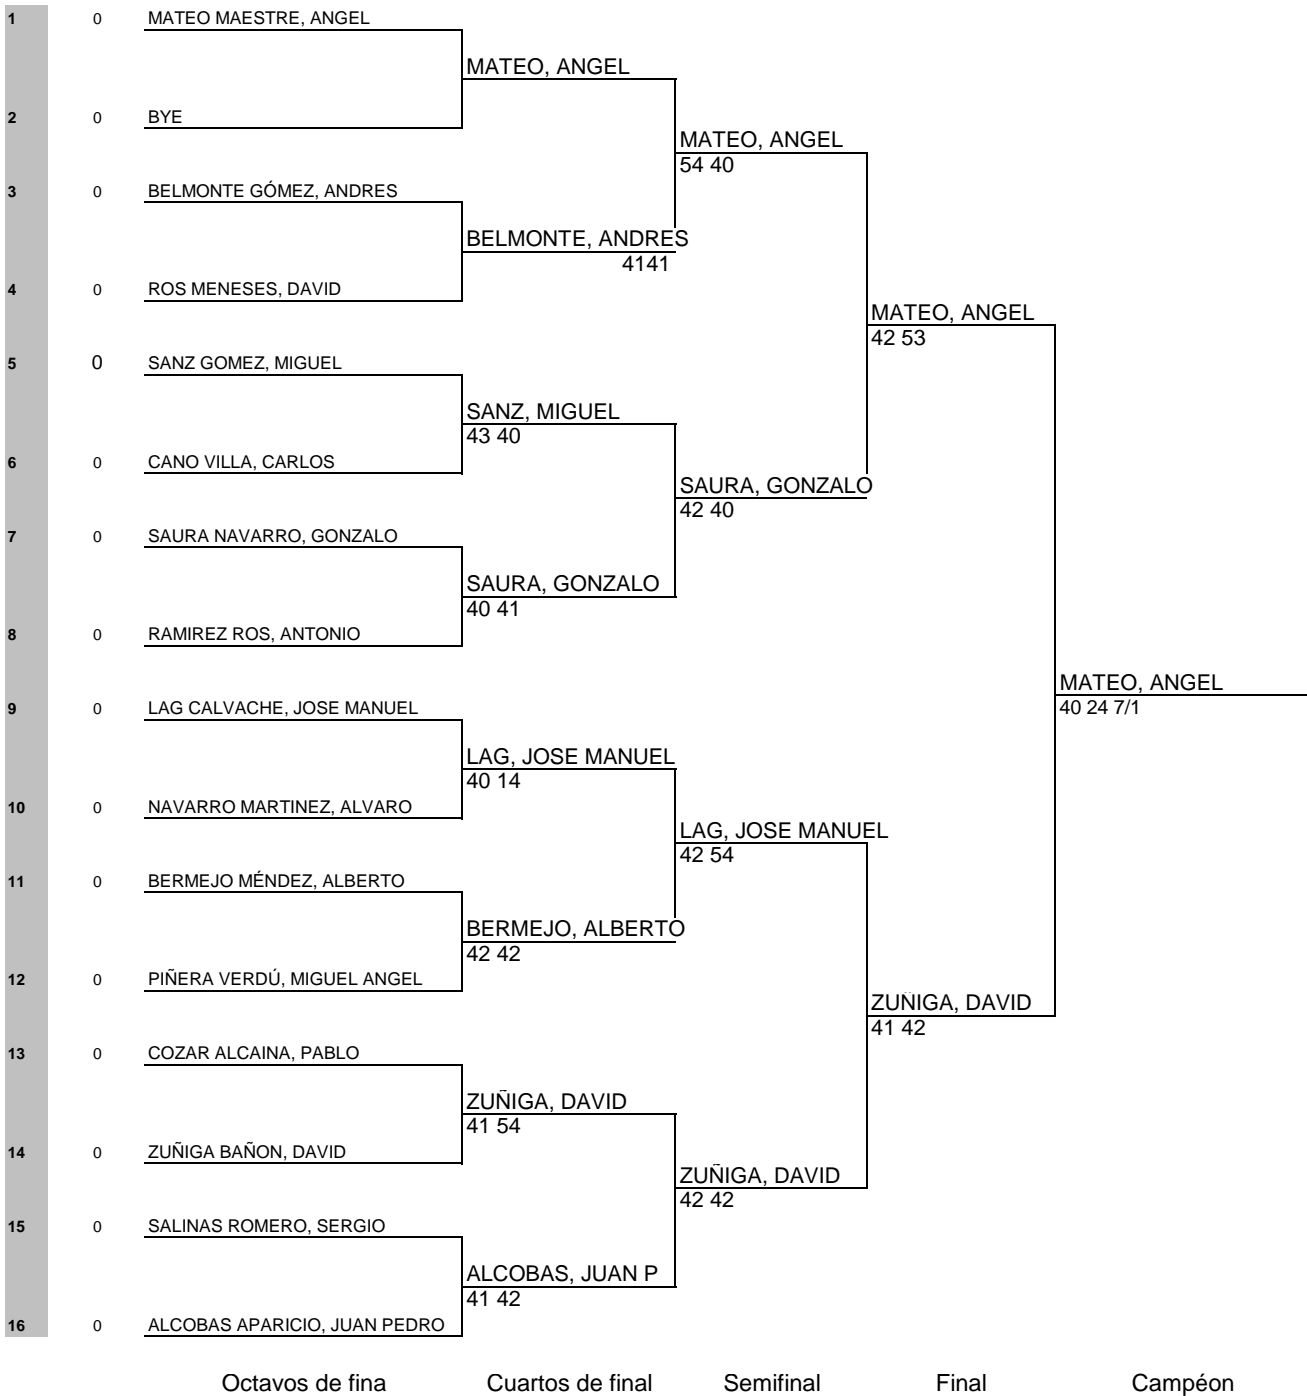 1 0 MATEO MAESTRE, ANGEL
MATEO, ANGEL
2 0 BYE
MATEO, ANGEL
54 40
3 0 BELMONTE GÓMEZ, ANDRES
BELMONTE, ANDRES
4141
4 0 ROS MENESES, DAVID
MATEO, ANGEL
42 53
5 0 SANZ GOMEZ, MIGUEL
SANZ, MIGUEL
43 40
6 0 CANO VILLA, CARLOS
SAURA, GONZALO
42 40
7 0 SAURA NAVARRO, GONZALO
SAURA, GONZALO
40 41
8 0 RAMIREZ ROS, ANTONIO
MATEO, ANGEL
40 24 7/1
9 0 LAG CALVACHE, JOSE MANUEL
LAG, JOSE MANUEL
40 14
10 0 NAVARRO MARTINEZ, ALVARO
LAG, JOSE MANUEL
42 54
11 0 BERMEJO MÉNDEZ, ALBERTO
BERMEJO, ALBERTO
42 42
12 0 PIÑERA VERDÚ, MIGUEL ANGEL
ZUÑIGA, DAVID
41 42
13 0 COZAR ALCAINA, PABLO
ZUÑIGA, DAVID
41 54
14 0 ZUÑIGA BAÑON, DAVID
ZUÑIGA, DAVID
42 42
15 0 SALINAS ROMERO, SERGIO
ALCOBAS, JUAN P
41 42
16 0 ALCOBAS APARICIO, JUAN PEDRO
Octavos de fina Cuartos de final Semifinal Final Campéon